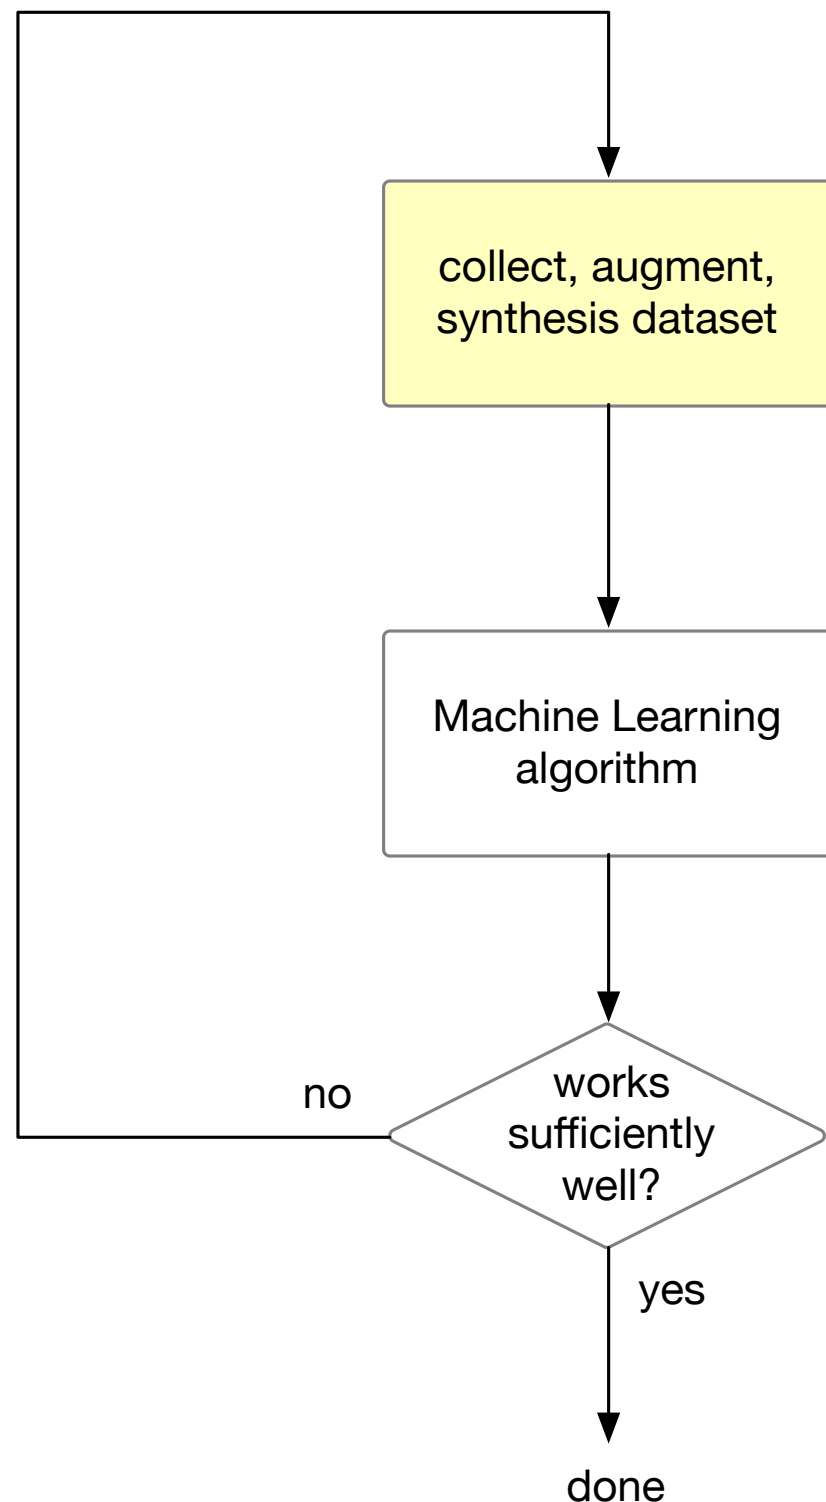 collect, augment,
synthesis dataset
Machine Learning
algorithm
no
works
sufficiently
well?
yes
done